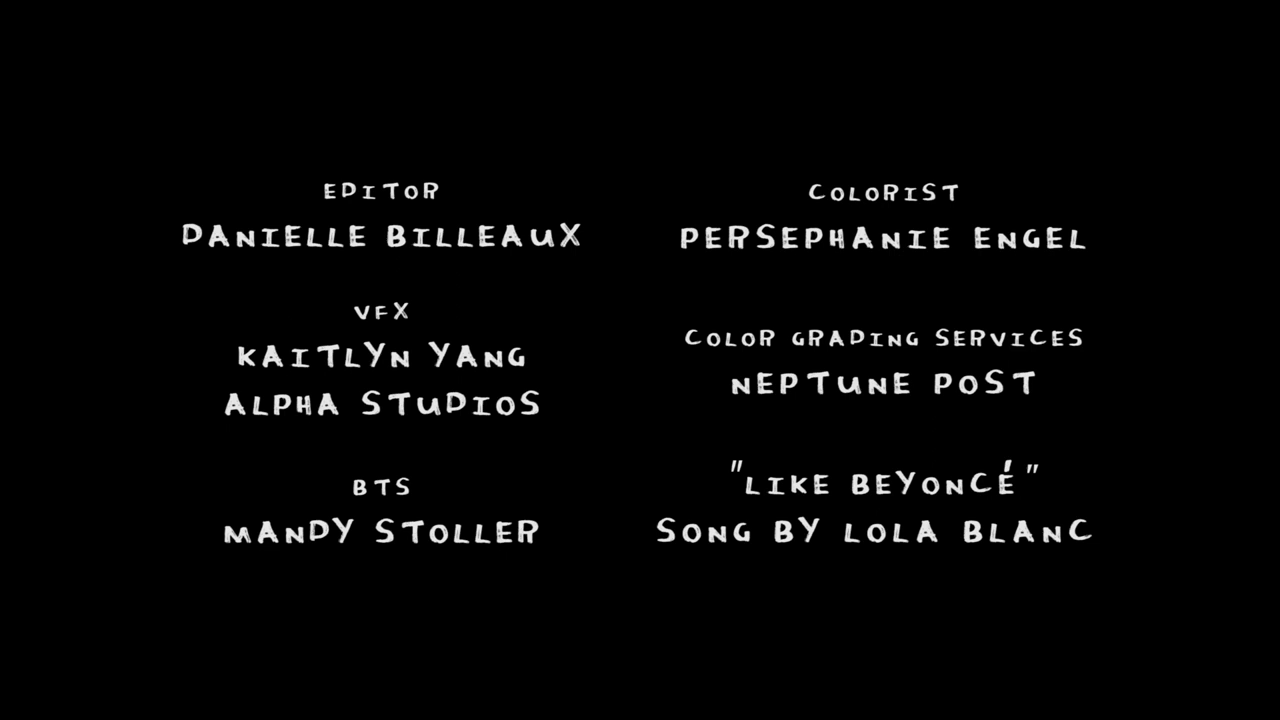 EDITOR
DANIELLE BILLEAUX
VFX
KAITLYN YANG
ALPHA STUDIOS
BTS
MANDY STOLLER
COLORIST
PERSEPHANIE ENGEL
COLOR GRADING SERVICES
NEPTUNE POST
"LIKE BEYONCÉ"
SONG BY LOLA BLANC